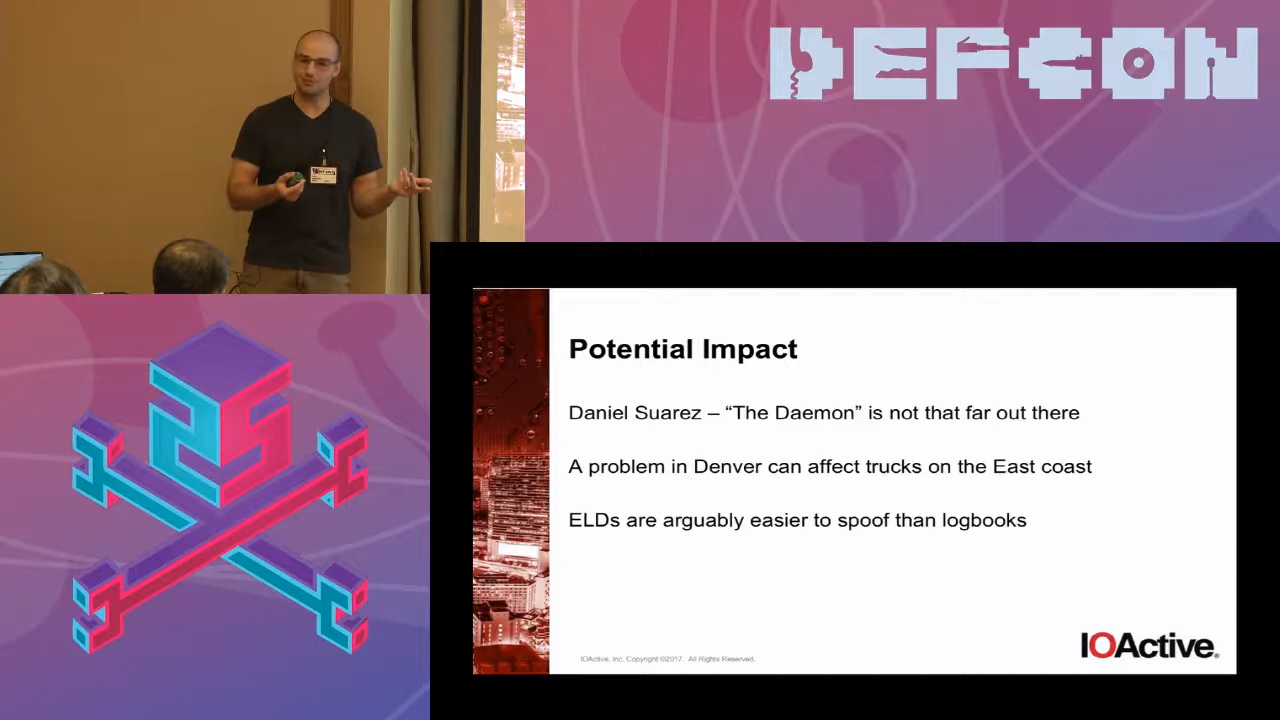 DEFCON
Potential Impact
Daniel Suarez – “The Daemon” is not that far out there
A problem in Denver can affect trucks on the East coast
ELDs are arguably easier to spoof than logbooks
IOActive, Inc. Copyright ©2017. All Rights Reserved.
IOActive®